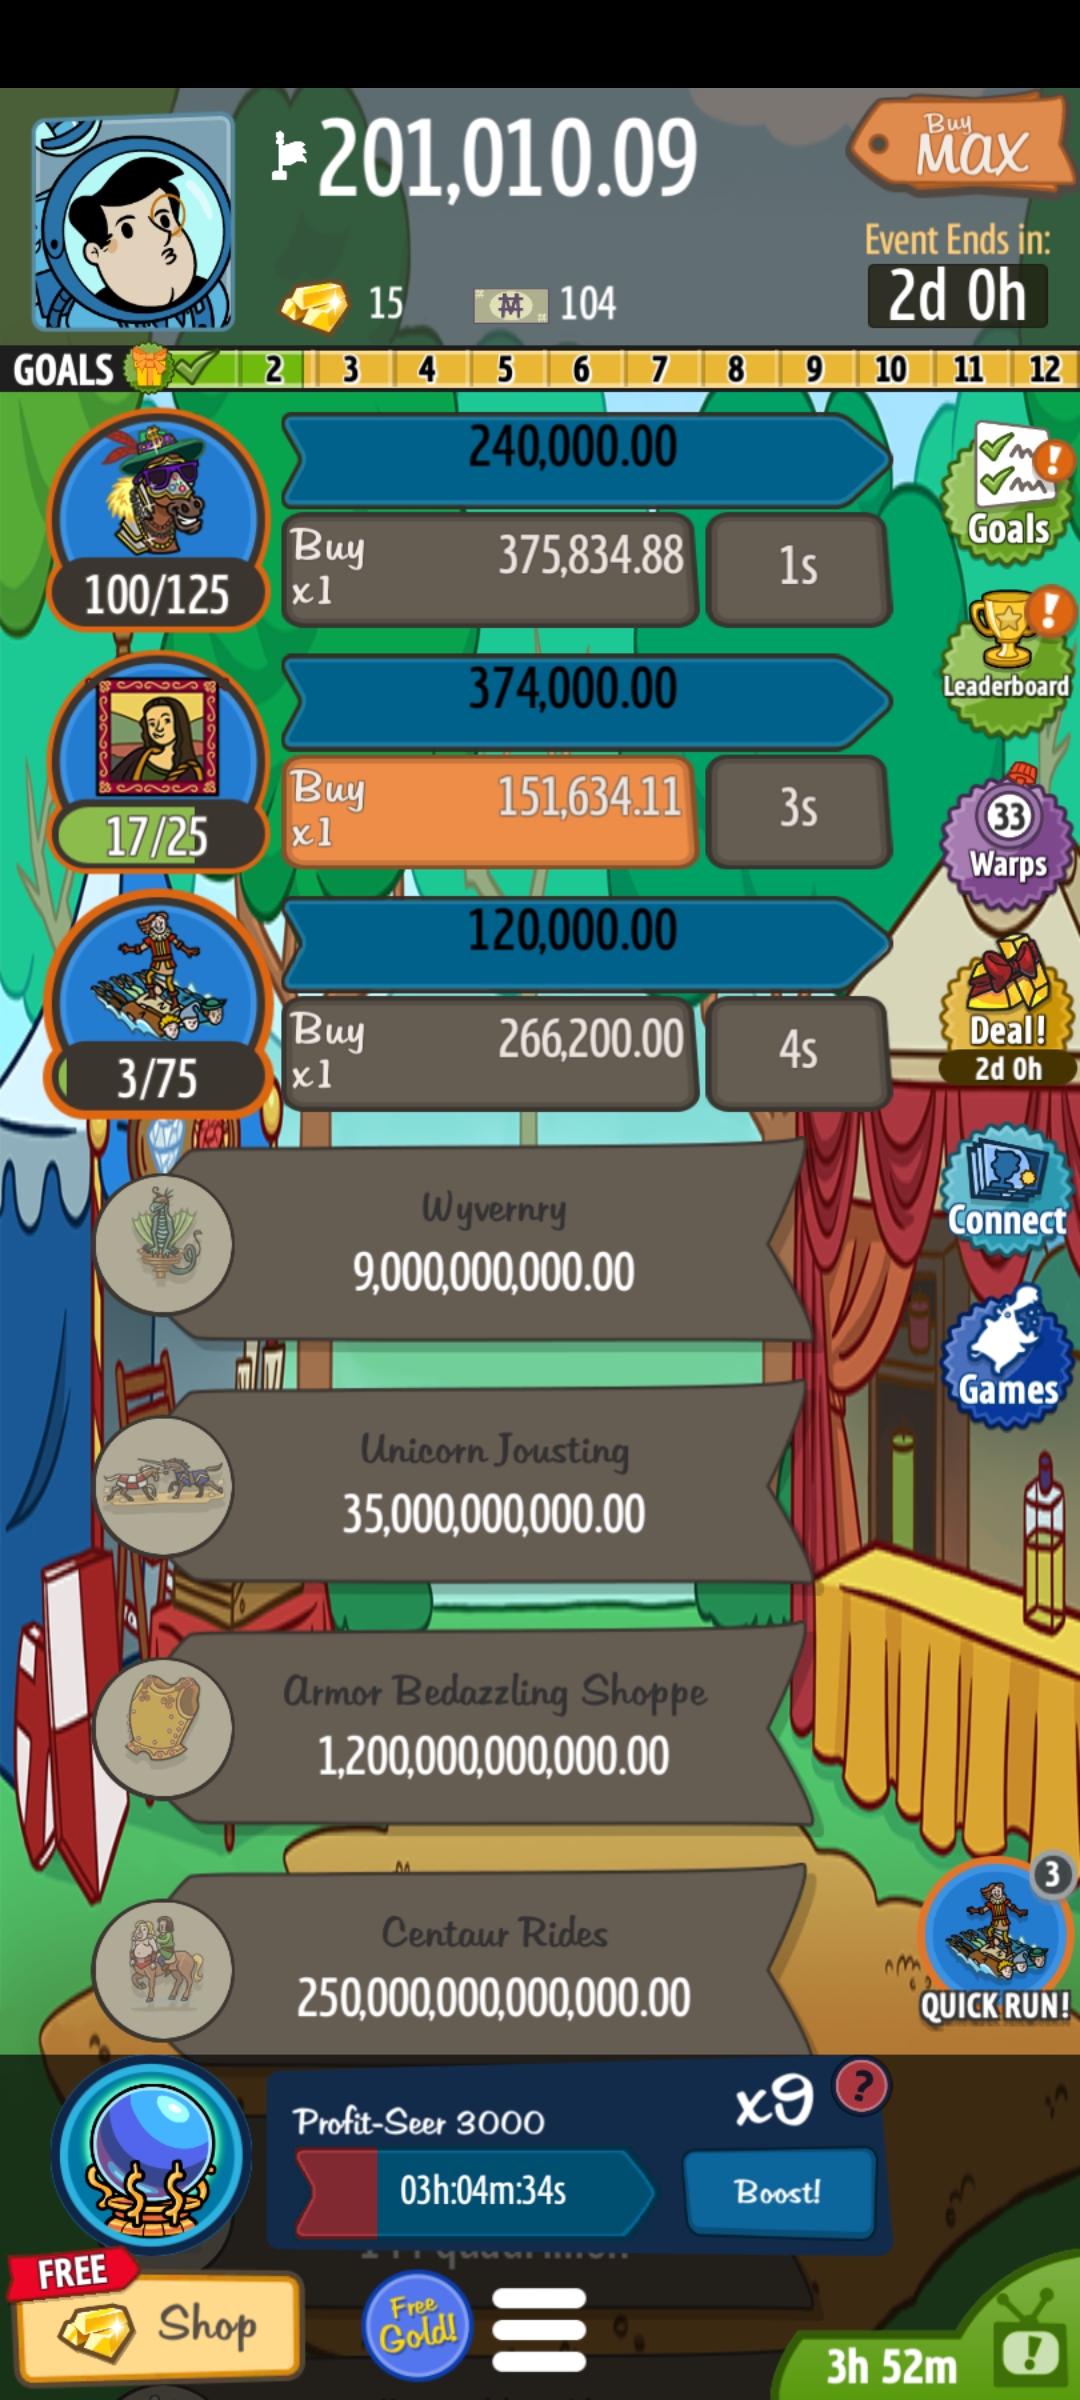 201,010.09
Buy
MAX
Event Ends in:
2d 0h
15
104
GOALS 2 3 4 5 6 7 8 9 10 11 12
240,000.00
Buy
x1
375,834.88
1s
100/125
Goals
374,000.00
Buy
x1
151,634.11
3s
17/25
Leaderboard
33
Warps
120,000.00
Buy
x1
266,200.00
4s
3/75
Deal!
2d 0h
Wyvernry
9,000,000,000.00
Connect
Unicorn Jousting
35,000,000,000.00
Games
Armor Bedazzling Shoppe
1,200,000,000,000.00
Centaur Rides
250,000,000,000,000.00
3
QUICK RUN!
Profit-Seer 3000
x9
?
03h:04m:34s
Boost!
FREE
Shop
Free
Gold!
3h 52m